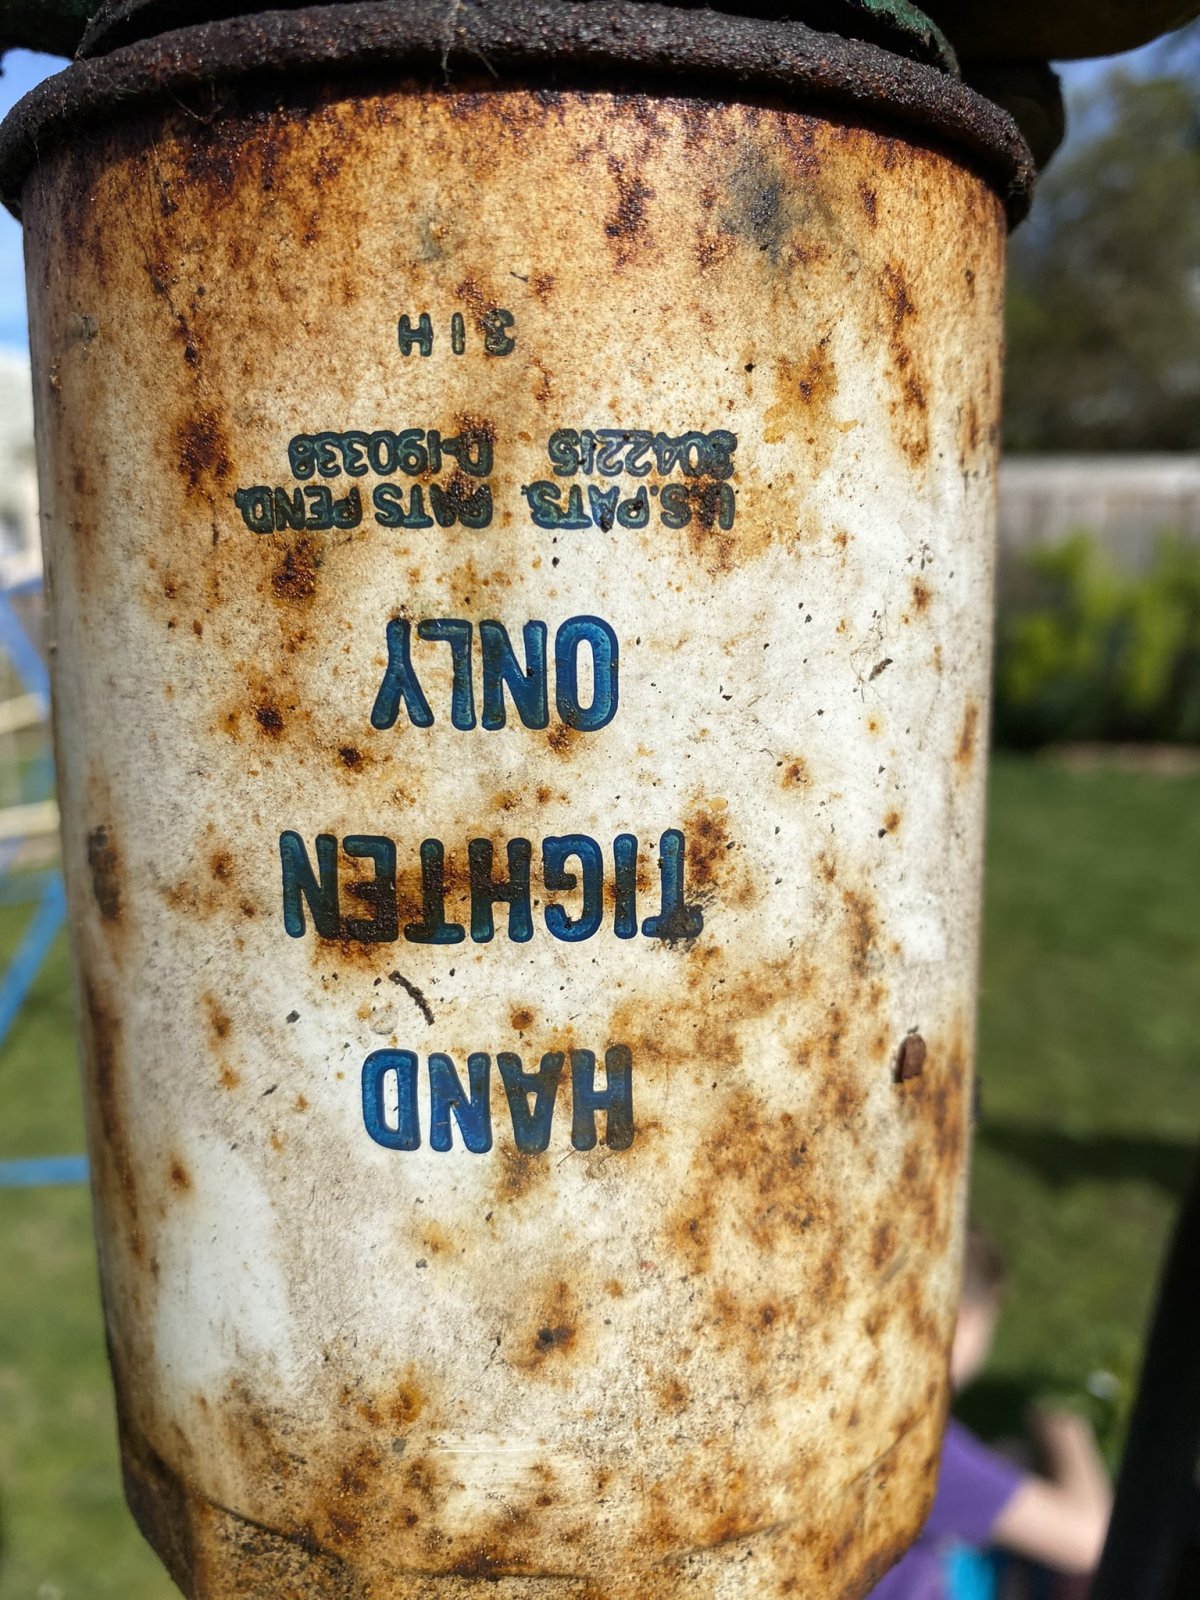 HAND
TIGHTEN
ONLY
U.S. PATS. PATS PEND.
3042215 D-190338
31H